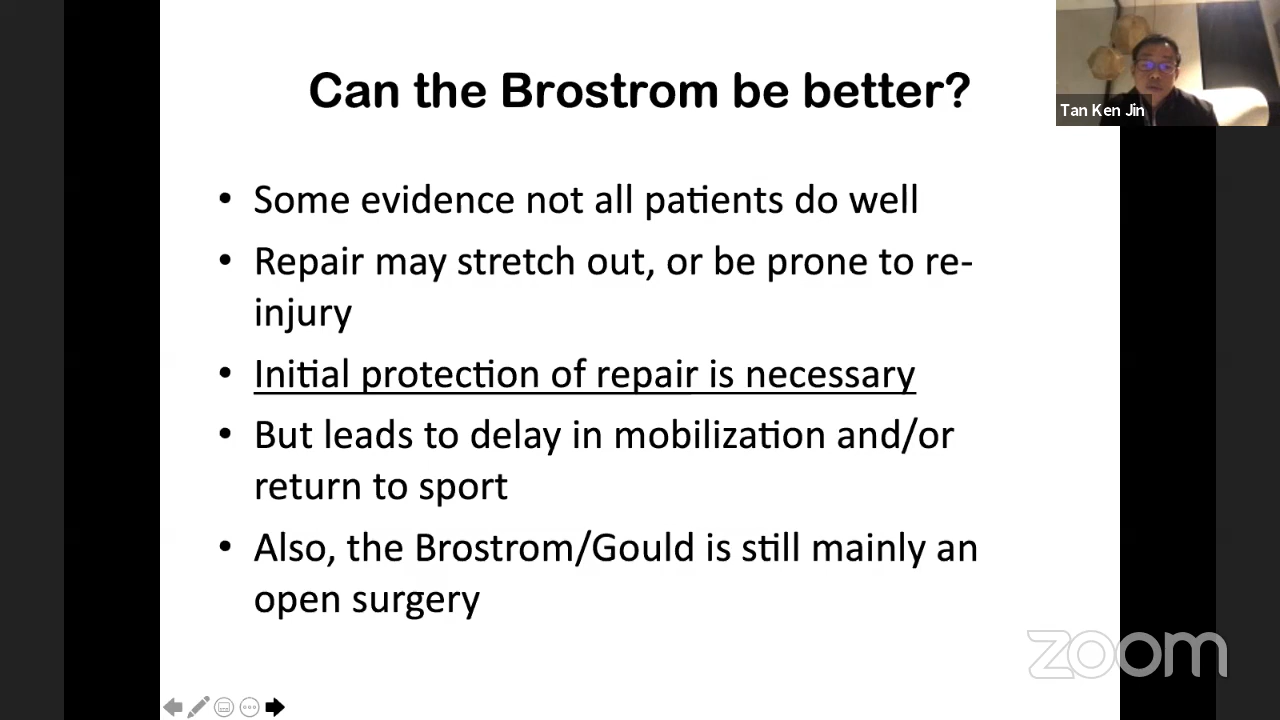 Can the Brostrom be better?
Tan Ken Jin
• Some evidence not all patients do well
• Repair may stretch out, or be prone to re-
injury
• Initial protection of repair is necessary
• But leads to delay in mobilization and/or
return to sport
• Also, the Brostrom/Gould is still mainly an
open surgery
zoom